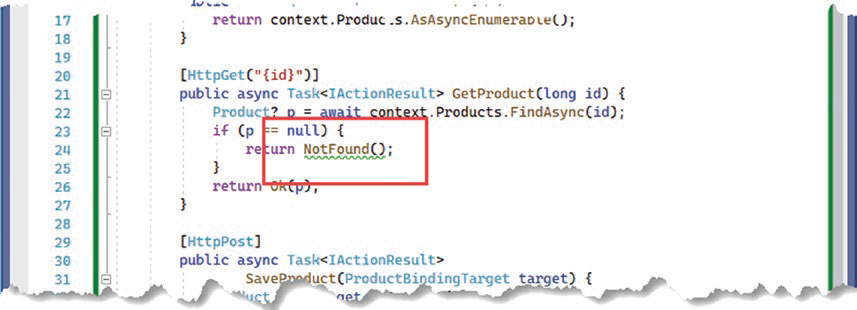 17 return context.Products.AsAsyncEnumerable();
18 }
19
20 [HttpGet("{id}")]
21 public async Task<IActionResult> GetProduct(long id) {
22 Product? p = await context.Products.FindAsync(id);
23 if (p == null) {
24 return NotFound();
25 }
26 return Ok(p);
27 }
28
29 [HttpPost]
30 public async Task<IActionResult>
31 SaveProduct(ProductBindingTarget target) {